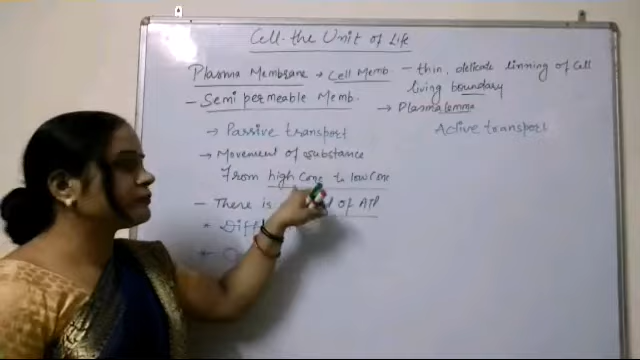 Cell-the Unit of Life
Plasma Membrane → Cell Memb - thin, delicate linning of Cell
living boundary
- Semi permeable Memb. → Plasmalemma
→ Passive transport Active transport
→ Movement of substance
From high conc to low conc
- There is of ATP